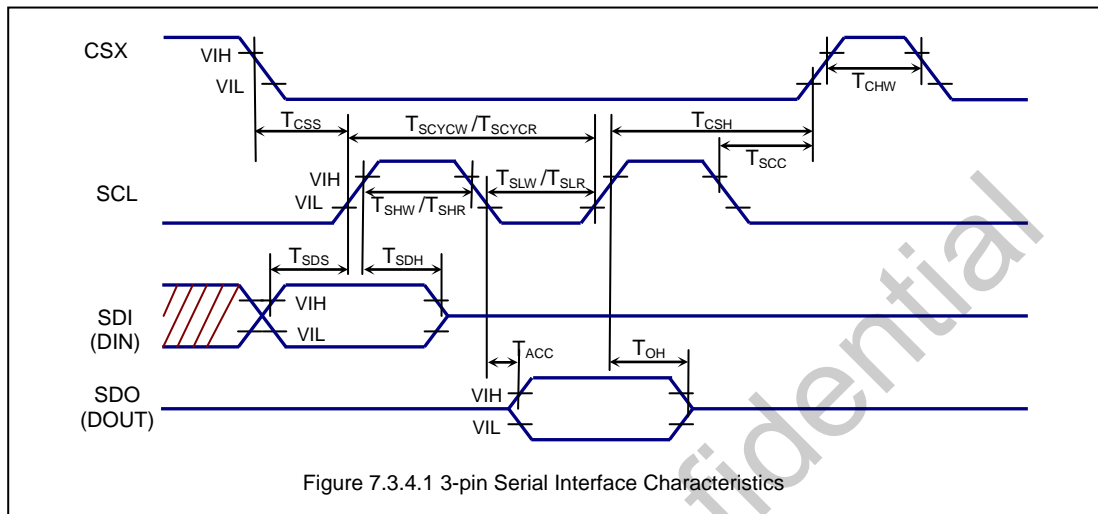 CSX
VIH
VIL
TCHW
TCSS
TSCYCW /TSCYCR
TCSH
TSCC
SCL
VIH
VIL
TSHW /TSHR
TSLW /TSLR
TSDS
TSDH
SDI
(DIN)
VIH
VIL
TACC
TOH
SDO
(DOUT)
VIH
VIL
Figure 7.3.4.1 3-pin Serial Interface Characteristics
fidential